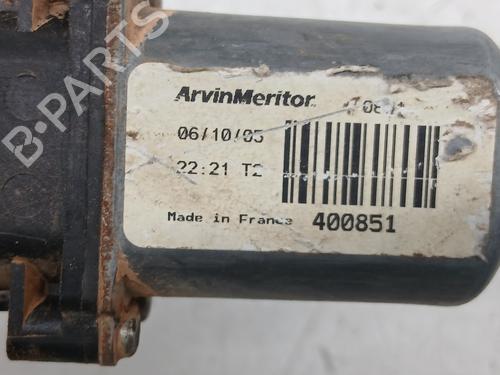 ArvinMeritor
06/10/05
22:21 T2
Made in France 400851
B-PARTS